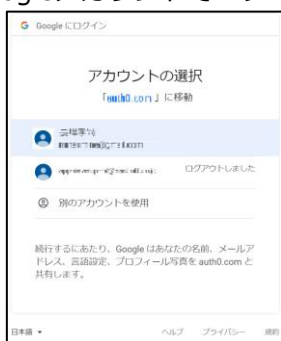 Google にログイン
アカウントの選択
「auth0.com」に移動
ログアウトしました
別のアカウントを使用
続行するにあたり、Google はあなたの名前、メールア
ドレス、言語設定、プロフィール写真を auth0.com と
共有します。
日本語
ヘルプ プライバシー 規約